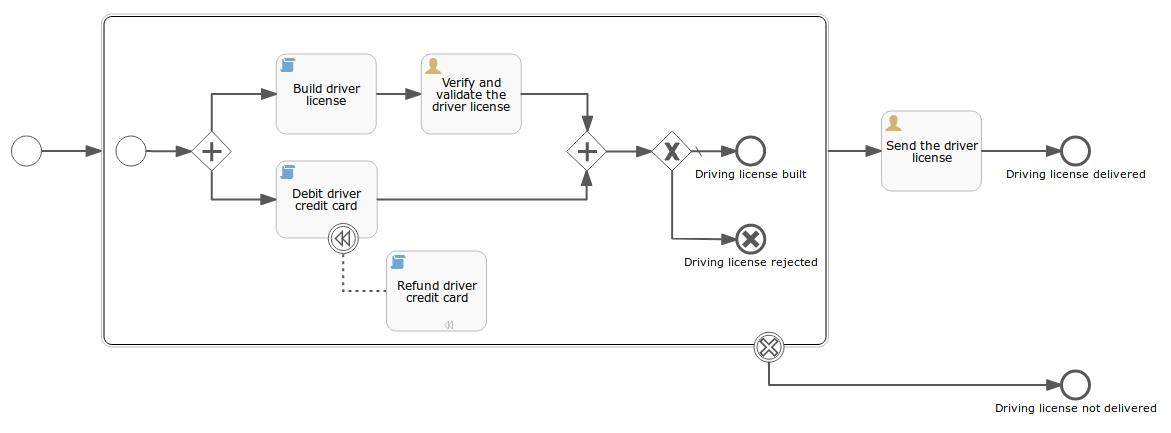 Build driver
license
Verify and
validate the
driver license
Debit driver
credit card
Refund driver
credit card
Driving license built
Driving license rejected
Send the driver
license
Driving license delivered
Driving license not delivered